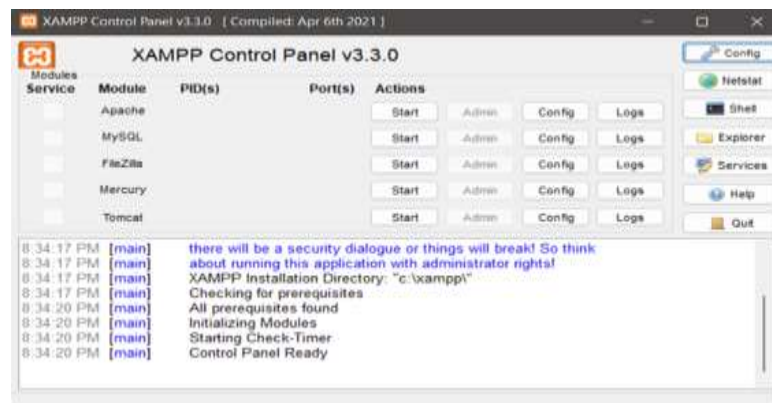 XAMPP Control Panel v3.3.0 [ Compiled: Apr 6th 2021 ]
XAMPP Control Panel v3.3.0
Config
Modules
Service Module PID(s) Port(s) Actions
Netstat
Apache Start Admin Config Logs
Shell
MySQL Start Admin Config Logs
Explorer
FileZilla Start Admin Config Logs
Services
Mercury Start Admin Config Logs
Help
Tomcat Start Admin Config Logs
Quit
8:34:17 PM [main] there will be a security dialogue or things will break! So think
8:34:17 PM [main] about running this application with administrator rights!
8:34:17 PM [main] XAMPP Installation Directory: "c:\xampp\"
8:34:17 PM [main] Checking for prerequisites
8:34:20 PM [main] All prerequisites found
8:34:20 PM [main] Initializing Modules
8:34:20 PM [main] Starting Check-Timer
8:34:20 PM [main] Control Panel Ready